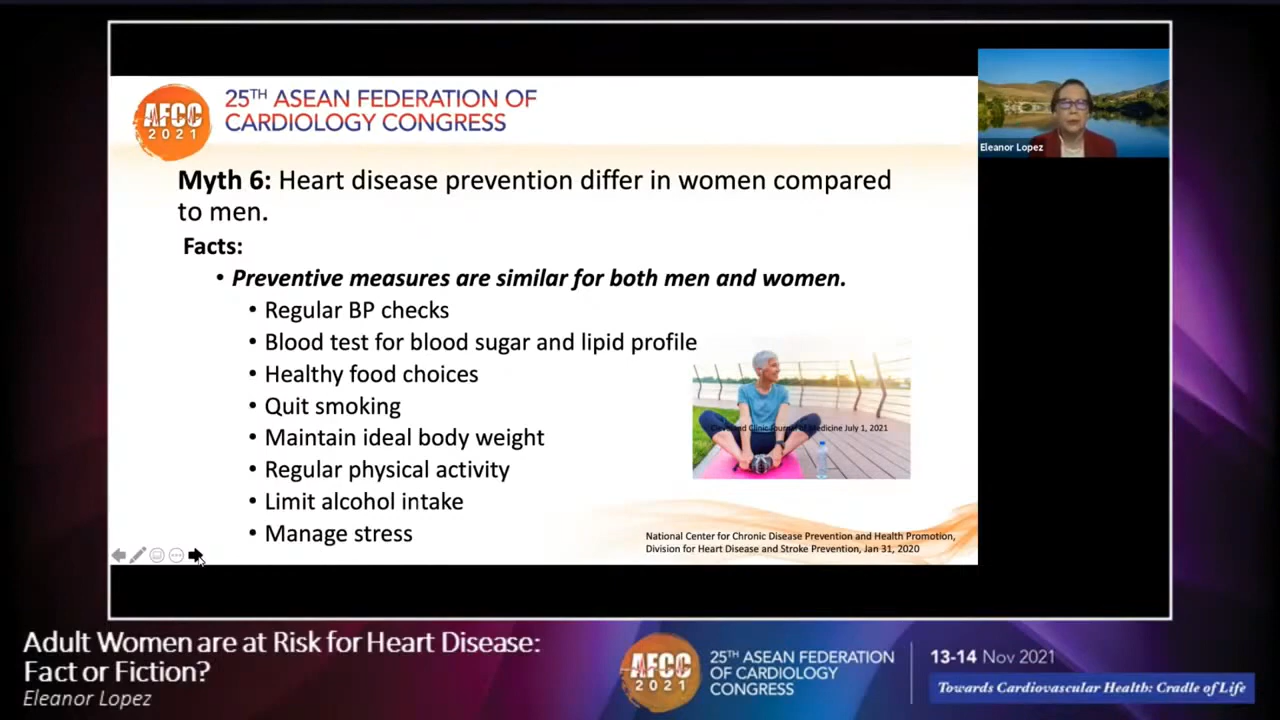 AFCC
2021
25TH ASEAN FEDERATION OF
CARDIOLOGY CONGRESS
Eleanor Lopez
Myth 6: Heart disease prevention differ in women compared
to men.
Facts:
• Preventive measures are similar for both men and women.
• Regular BP checks
• Blood test for blood sugar and lipid profile
• Healthy food choices
• Quit smoking
• Maintain ideal body weight
• Regular physical activity
• Limit alcohol intake
• Manage stress
Cleveland Clinic Journal of Medicine July 1, 2021
National Center for Chronic Disease Prevention and Health Promotion,
Division for Heart Disease and Stroke Prevention, Jan 31, 2020
Adult Women are at Risk for Heart Disease:
Fact or Fiction?
Eleanor Lopez
AFCC
2021
25TH ASEAN FEDERATION
OF CARDIOLOGY
CONGRESS
13-14 Nov 2021
Towards Cardiovascular Health: Cradle of Life